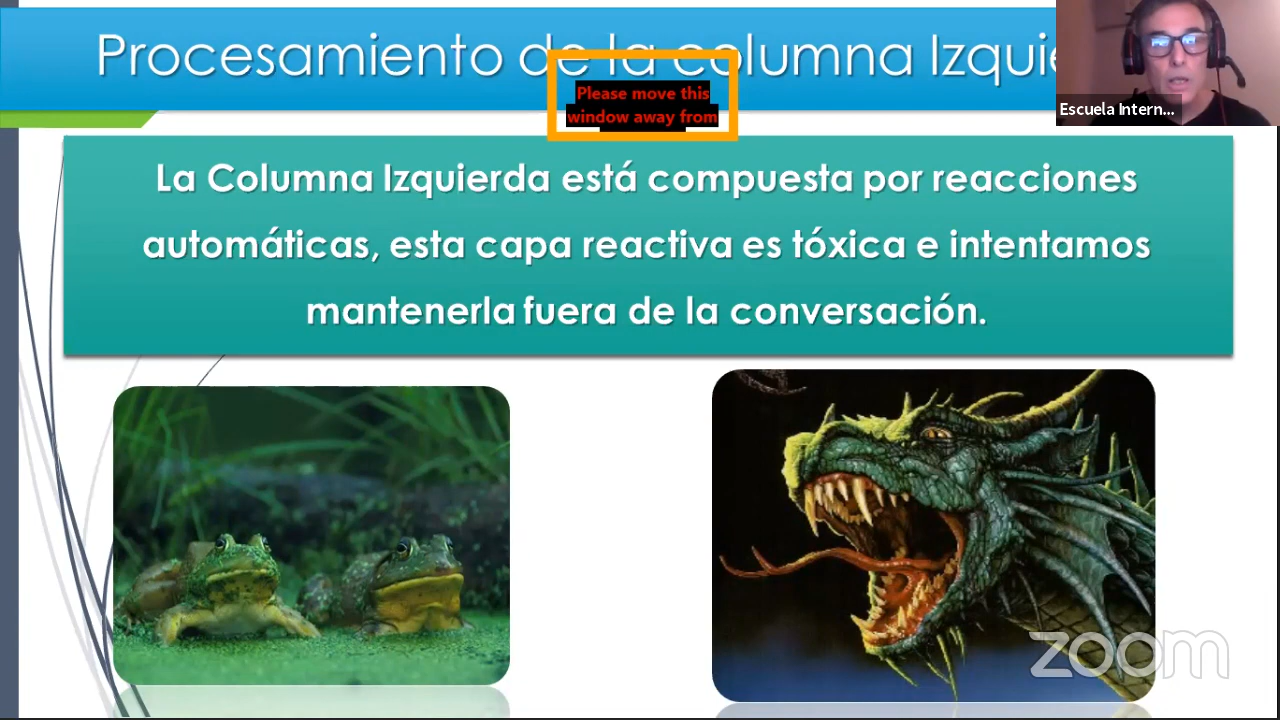 Procesamiento de la columna Izquie
Please move this
window away from
Escuela Intern...
La Columna Izquierda está compuesta por reacciones
automáticas, esta capa reactiva es tóxica e intentamos
mantenerla fuera de la conversación.
zoom